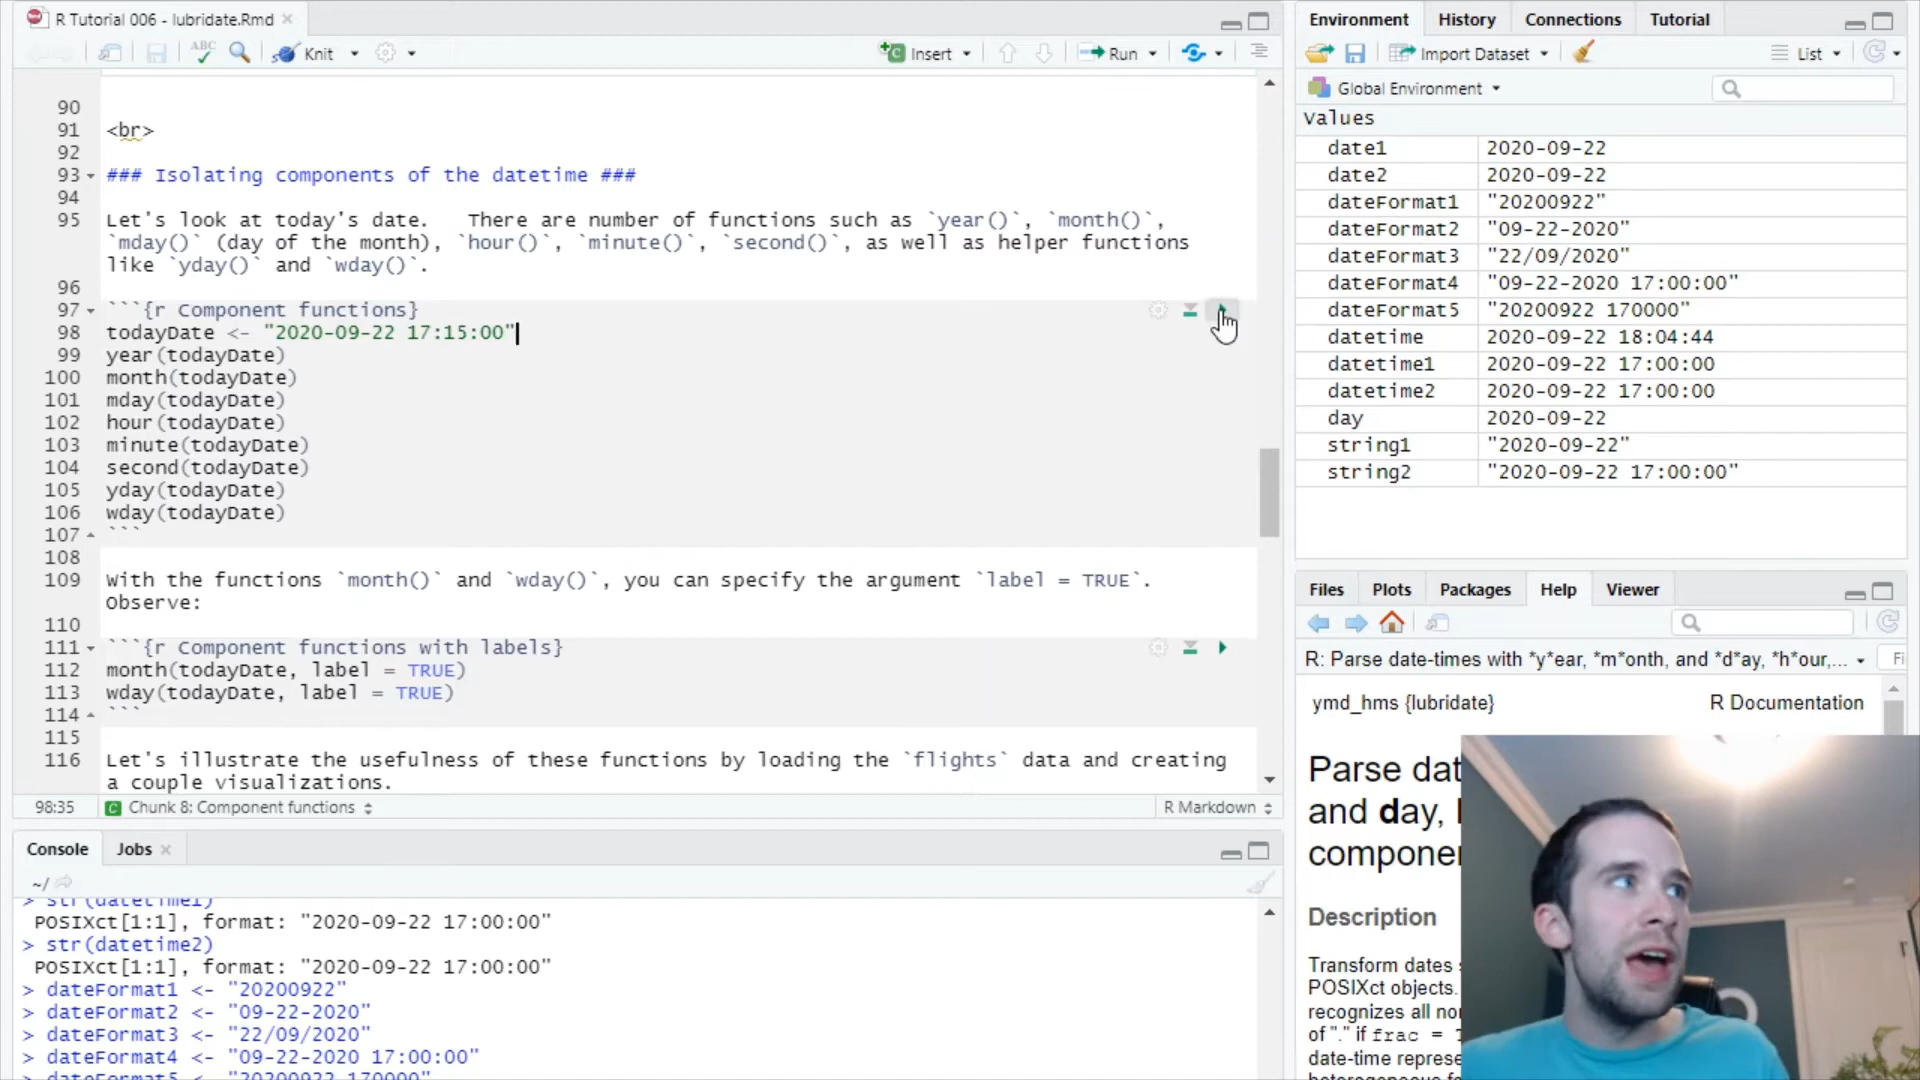 R Tutorial 006 - lubridate.Rmd
ABC
Knit
Insert
Run
90
91 <br>
92
93 ### Isolating components of the datetime ###
94
95 Let's look at today's date. There are number of functions such as `year()`, `month()`,
`mday()` (day of the month), `hour()`, `minute()`, `second()`, as well as helper functions
like `yday()` and `wday()`.
96
97 ```{r Component functions}
98 todayDate <- "2020-09-22 17:15:00"
99 year(todayDate)
100 month(todayDate)
101 mday(todayDate)
102 hour(todayDate)
103 minute(todayDate)
104 second(todayDate)
105 yday(todayDate)
106 wday(todayDate)
107 ```
108
109 With the functions `month()` and `wday()`, you can specify the argument `label = TRUE`.
Observe:
110
111 ```{r Component functions with labels}
112 month(todayDate, label = TRUE)
113 wday(todayDate, label = TRUE)
114 ```
115
116 Let's illustrate the usefulness of these functions by loading the `flights` data and creating
a couple visualizations.
98:35 Chunk 8: Component functions R Markdown
Console Jobs
~/
> str(datetime1)
POSIXct[1:1], format: "2020-09-22 17:00:00"
> str(datetime2)
POSIXct[1:1], format: "2020-09-22 17:00:00"
> dateFormat1 <- "20200922"
> dateFormat2 <- "09-22-2020"
> dateFormat3 <- "22/09/2020"
> dateFormat4 <- "09-22-2020 17:00:00"
> dateFormat5 <- "20200922 170000"
Environment History Connections Tutorial
Import Dataset List
Global Environment
Values
date1 2020-09-22
date2 2020-09-22
dateFormat1 "20200922"
dateFormat2 "09-22-2020"
dateFormat3 "22/09/2020"
dateFormat4 "09-22-2020 17:00:00"
dateFormat5 "20200922 170000"
datetime 2020-09-22 18:04:44
datetime1 2020-09-22 17:00:00
datetime2 2020-09-22 17:00:00
day 2020-09-22
string1 "2020-09-22"
string2 "2020-09-22 17:00:00"
Files Plots Packages Help Viewer
R: Parse date-times with *y*ear, *m*onth, and *d*ay, *h*our,... Fi
ymd_hms {lubridate} R Documentation
Parse dat
and day, 
componen
Description
Transform dates
POSIXct objects.
recognizes all
of "." if frac =
date-time